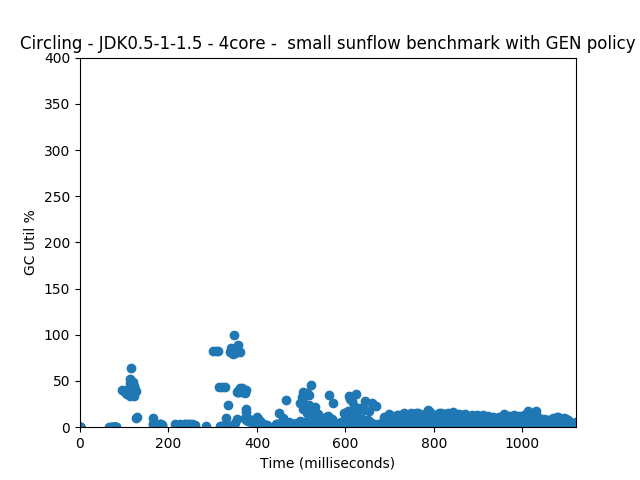 Circling - JDK0.5-1-1.5 - 4core -  small sunflow benchmark with GEN policy
400
350
300
250
200
150
100
50
0
GC Util %
0 200 400 600 800 1000
Time (milliseconds)